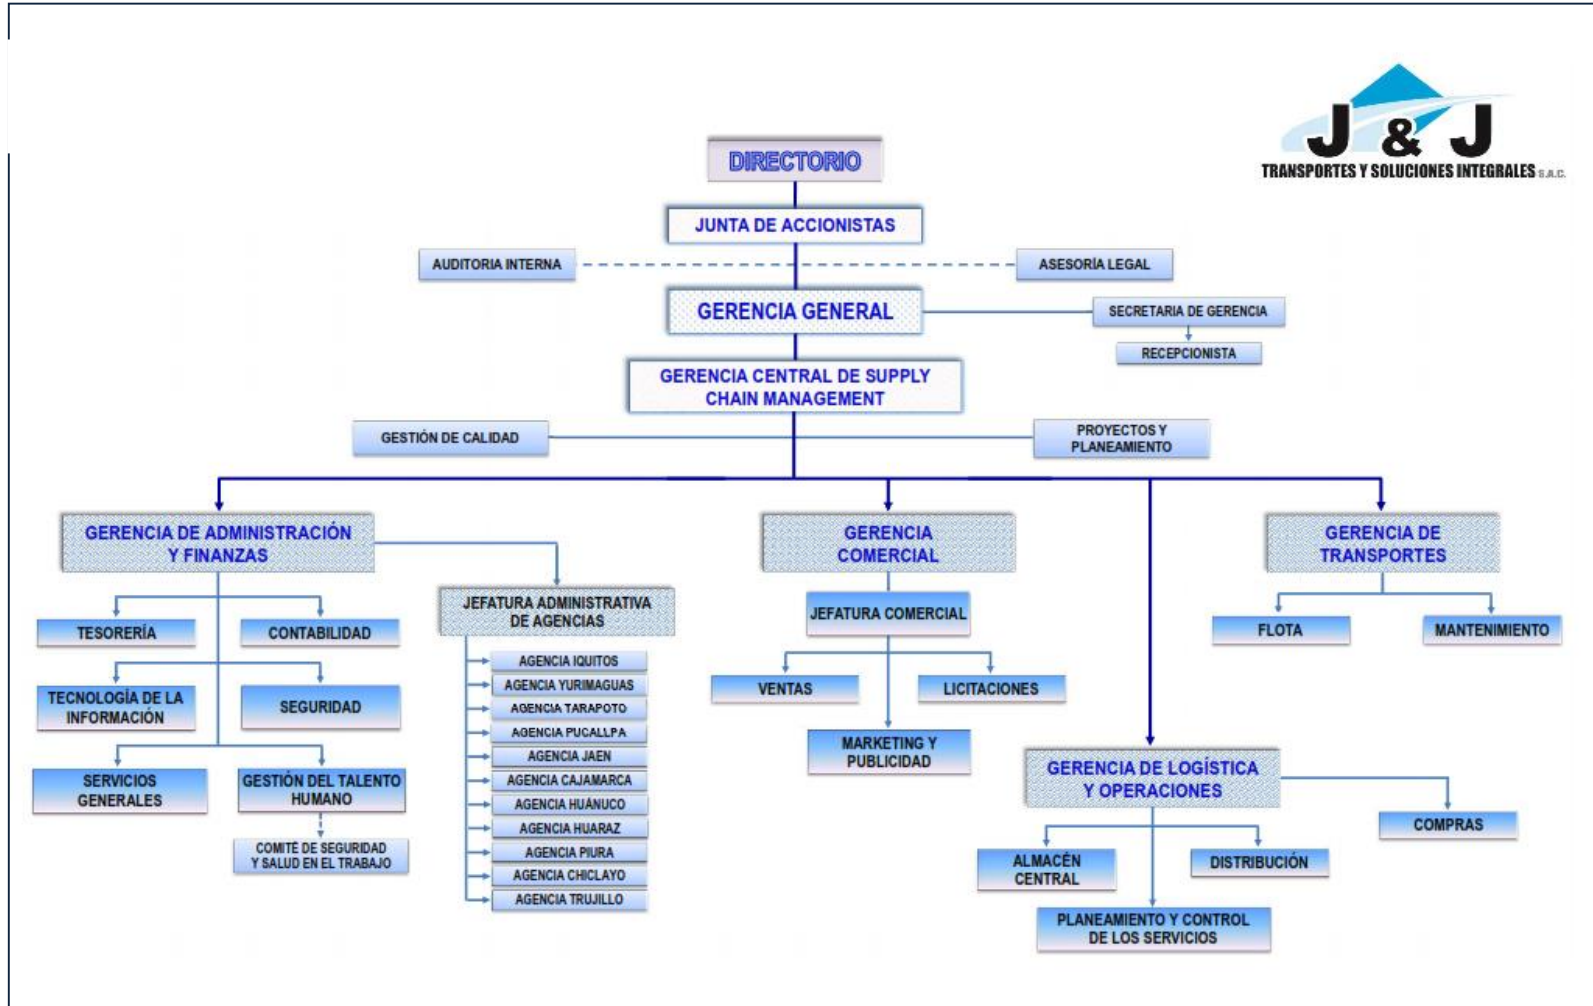 J & J
TRANSPORTES Y SOLUCIONES INTEGRALES S.A.C.
DIRECTORIO
JUNTA DE ACCIONISTAS
AUDITORIA INTERNA
ASESORÍA LEGAL
GERENCIA GENERAL
SECRETARIA DE GERENCIA
RECEPCIONISTA
GERENCIA CENTRAL DE SUPPLY
CHAIN MANAGEMENT
GESTIÓN DE CALIDAD
PROYECTOS Y
PLANEAMIENTO
GERENCIA DE ADMINISTRACIÓN
Y FINANZAS
TESORERÍA
CONTABILIDAD
TECNOLOGÍA DE LA
INFORMACIÓN
SEGURIDAD
SERVICIOS
GENERALES
GESTIÓN DEL TALENTO
HUMANO
COMITÉ DE SEGURIDAD
Y SALUD EN EL TRABAJO
JEFATURA ADMINISTRATIVA
DE AGENCIAS
AGENCIA IQUITOS
AGENCIA YURIMAGUAS
AGENCIA TARAPOTO
AGENCIA PUCALLPA
AGENCIA JAEN
AGENCIA CAJAMARCA
AGENCIA HUÁNUCO
AGENCIA HUARAZ
AGENCIA PIURA
AGENCIA CHICLAYO
AGENCIA TRUJILLO
GERENCIA
COMERCIAL
JEFATURA COMERCIAL
VENTAS
LICITACIONES
MARKETING Y
PUBLICIDAD
GERENCIA DE LOGÍSTICA
Y OPERACIONES
COMPRAS
ALMACÉN
CENTRAL
DISTRIBUCIÓN
PLANEAMIENTO Y CONTROL
DE LOS SERVICIOS
GERENCIA DE
TRANSPORTES
FLOTA
MANTENIMIENTO